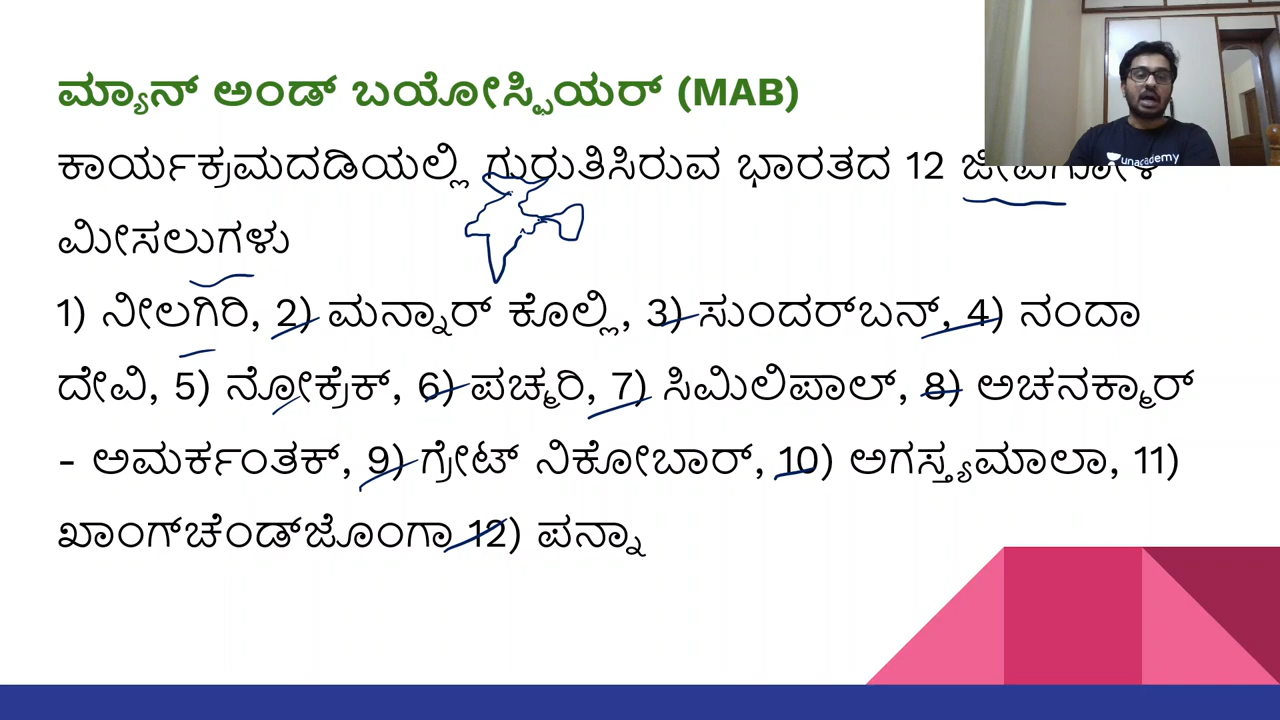 ಮ್ಯಾನ್ ಅಂಡ್ ಬಯೋಸ್ಫಿಯರ್ (MAB)
unacademy
ಕಾರ್ಯಕ್ರಮದಡಿಯಲ್ಲಿ ಗುರುತಿಸಿರುವ ಭಾರತದ 12 ಜೀವಗೋಳ
ಮೀಸಲುಗಳು
1) ನೀಲಗಿರಿ, 2) ಮನ್ನಾರ್ ಕೊಲ್ಲಿ, 3) ಸುಂದರ್‌ಬನ್, 4) ನಂದಾ
ದೇವಿ, 5) ನೋಕ್ರೆಕ್, 6) ಪಚ್ಮರಿ, 7) ಸಿಮಿಲಿಪಾಲ್, 8) ಅಚನಕ್ಮಾರ್
- ಅಮರ್ಕಂತಕ್, 9) ಗ್ರೇಟ್ ನಿಕೋಬಾರ್, 10) ಅಗಸ್ತ್ಯಮಾಲಾ, 11)
ಖಾಂಗ್‌ಚೆಂಡ್‌ಜೊಂಗಾ 12) ಪನ್ನಾ